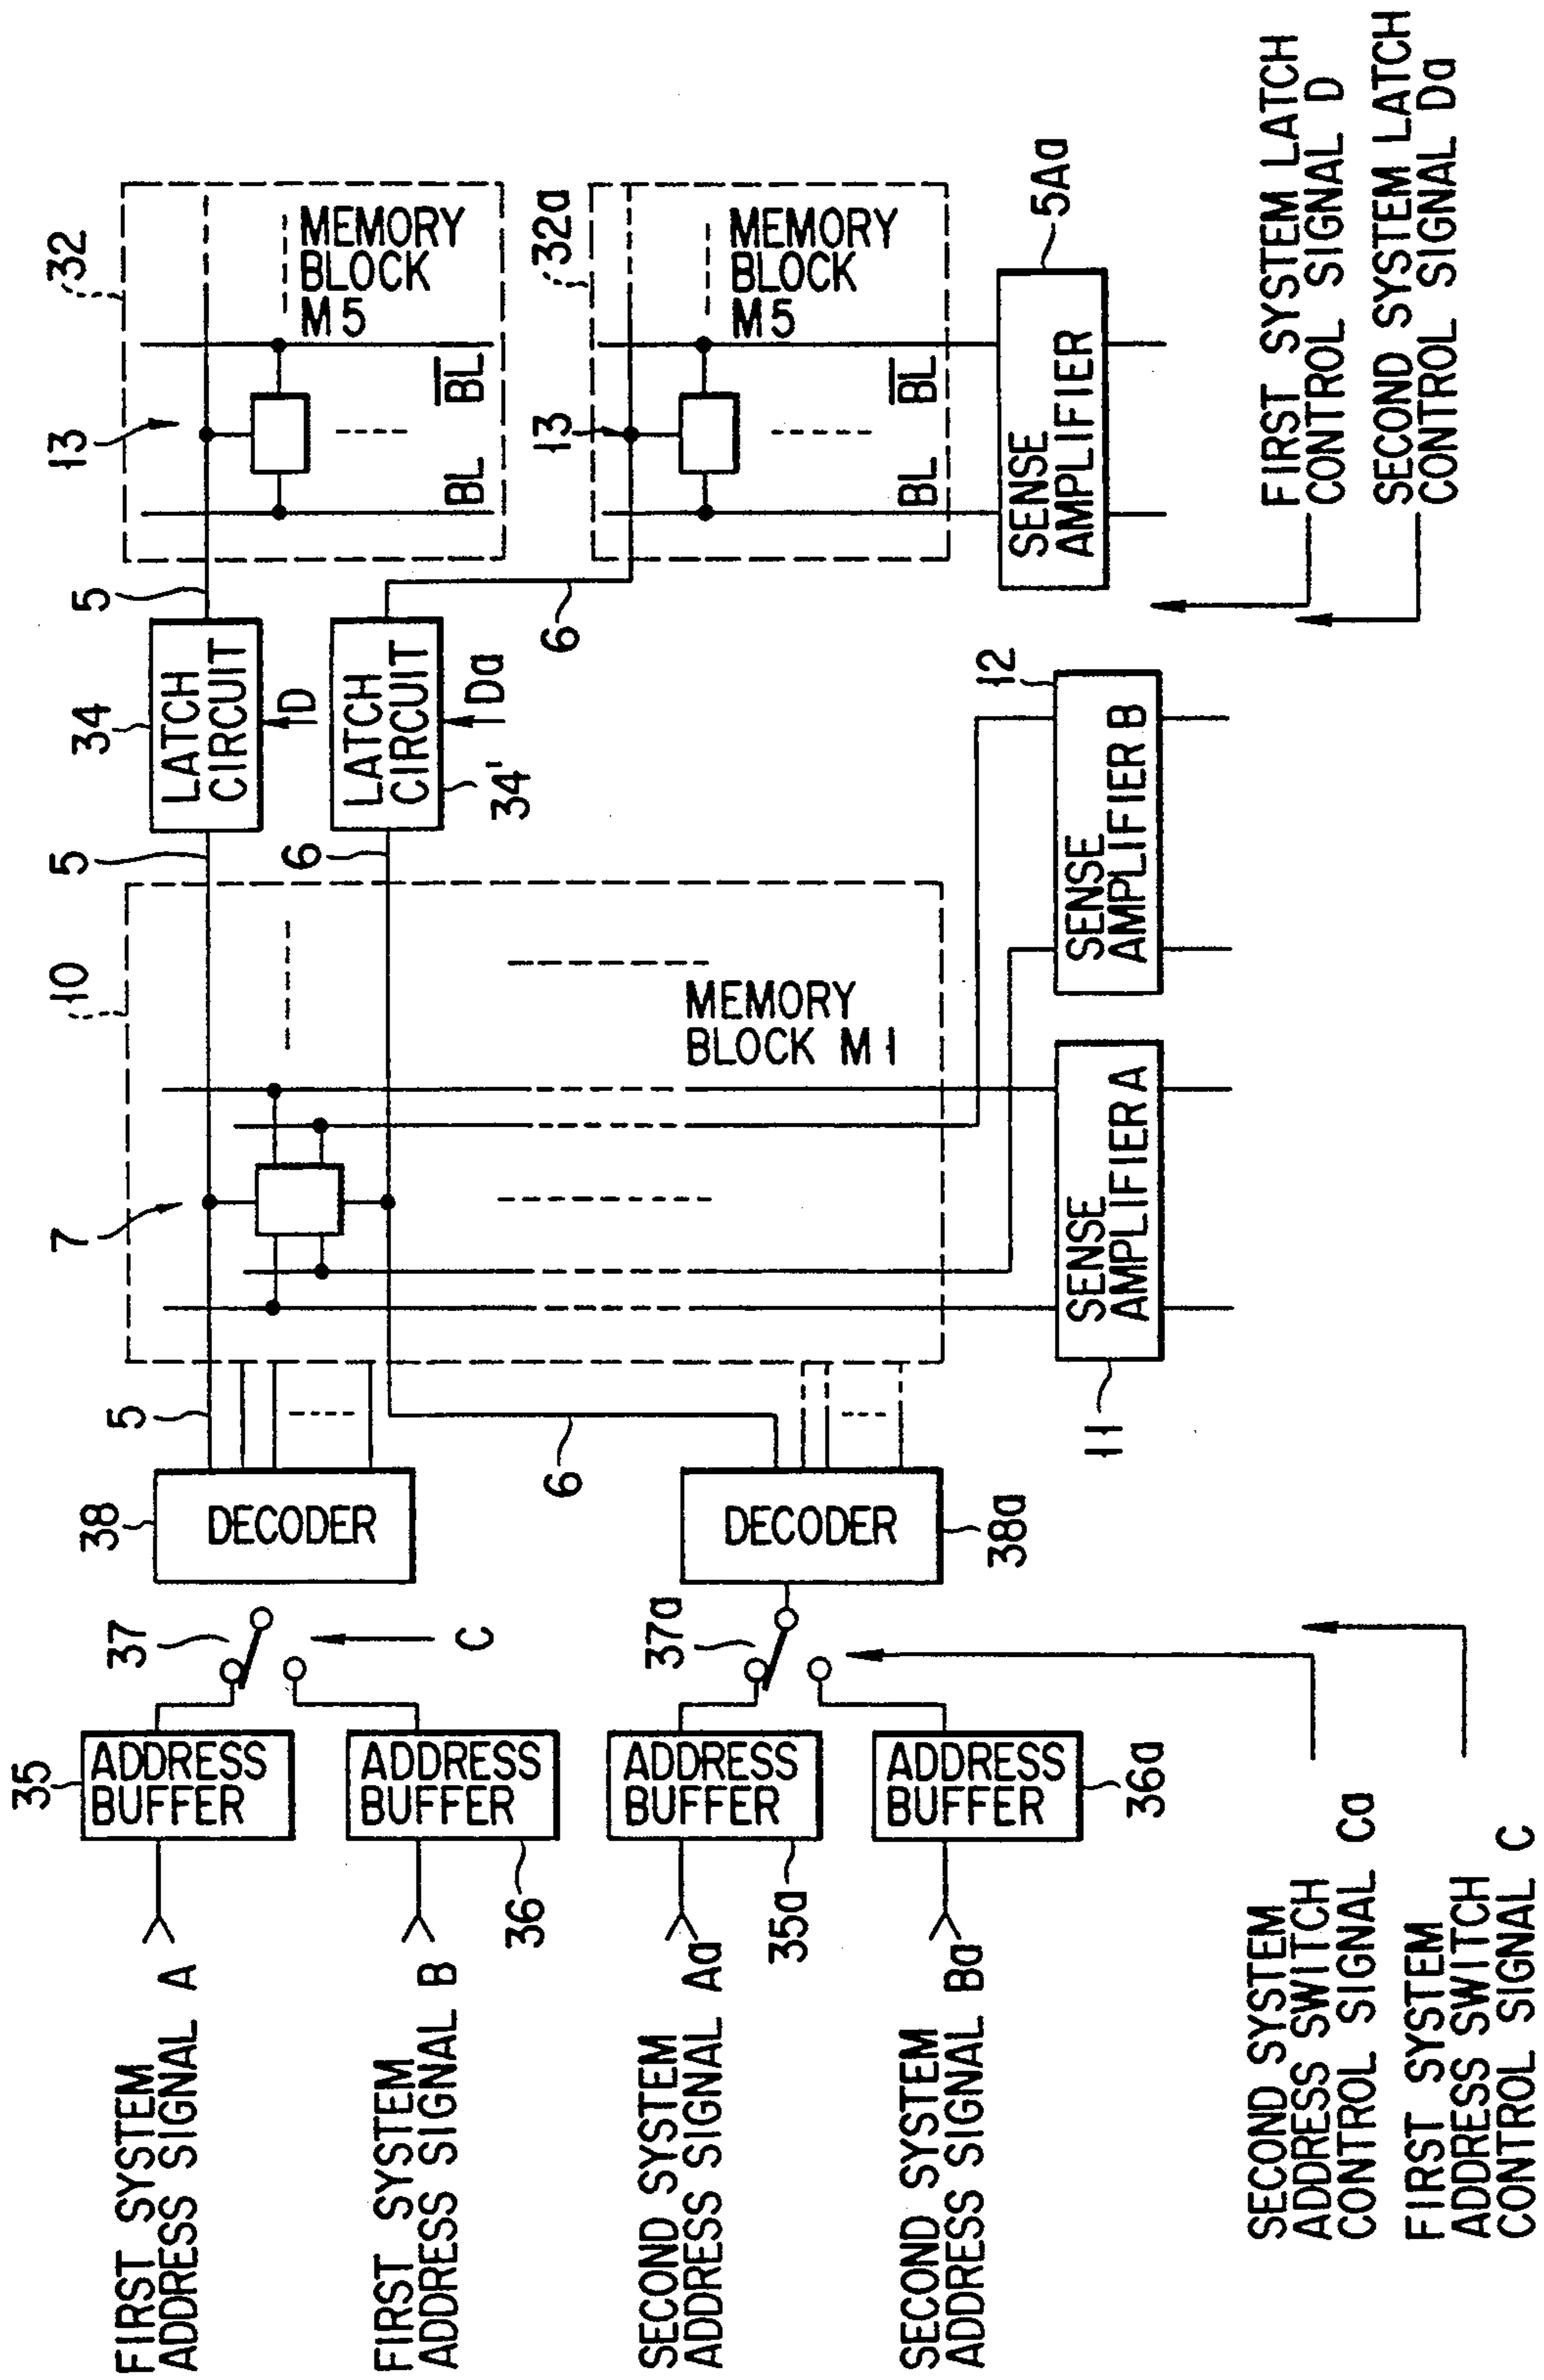 FIRST SYSTEM
ADDRESS SIGNAL A
FIRST SYSTEM
ADDRESS SIGNAL B
SECOND SYSTEM
ADDRESS SIGNAL Aa
SECOND SYSTEM
ADDRESS SIGNAL Ba
35
ADDRESS
BUFFER
ADDRESS
BUFFER
36
ADDRESS
BUFFER
35a
ADDRESS
BUFFER
36a
37
C
37a
38
DECODER
DECODER
38a
5
6
10
7
MEMORY
BLOCK M1
SENSE
AMPLIFIER A
11
SENSE
AMPLIFIER B
12
5
6
34
LATCH
CIRCUIT
D
LATCH
CIRCUIT
34'
Da
5
6
32
13
MEMORY
BLOCK
M5
BL
B̅L̅
32a
13
MEMORY
BLOCK
M5
BL
B̅L̅
SENSE
AMPLIFIER
5Aa
SECOND SYSTEM
ADDRESS SWITCH
CONTROL SIGNAL Ca
FIRST SYSTEM
ADDRESS SWITCH
CONTROL SIGNAL C
FIRST SYSTEM LATCH
CONTROL SIGNAL D
SECOND SYSTEM LATCH
CONTROL SIGNAL Da